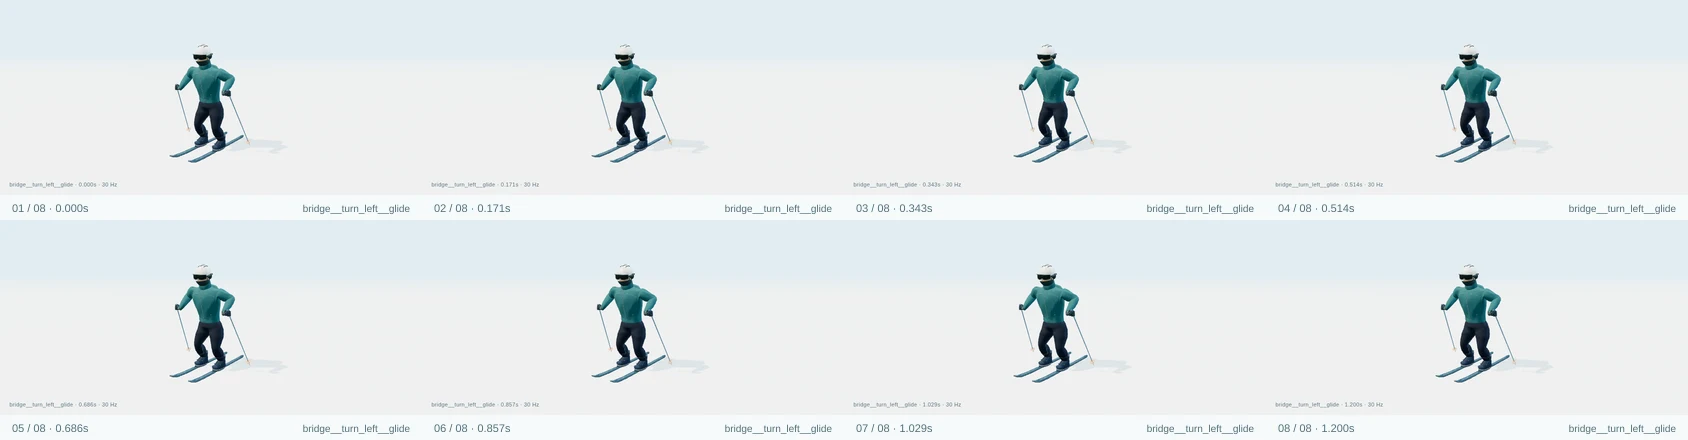 bridge__turn_left__glide · 0.000s · 30 Hz
bridge__turn_left__glide · 0.171s · 30 Hz
bridge__turn_left__glide · 0.343s · 30 Hz
bridge__turn_left__glide · 0.514s · 30 Hz
01 / 08 · 0.000s bridge__turn_left__glide
02 / 08 · 0.171s bridge__turn_left__glide
03 / 08 · 0.343s bridge__turn_left__glide
04 / 08 · 0.514s bridge__turn_left__glide
bridge__turn_left__glide · 0.686s · 30 Hz
bridge__turn_left__glide · 0.857s · 30 Hz
bridge__turn_left__glide · 1.029s · 30 Hz
bridge__turn_left__glide · 1.200s · 30 Hz
05 / 08 · 0.686s bridge__turn_left__glide
06 / 08 · 0.857s bridge__turn_left__glide
07 / 08 · 1.029s bridge__turn_left__glide
08 / 08 · 1.200s bridge__turn_left__glide